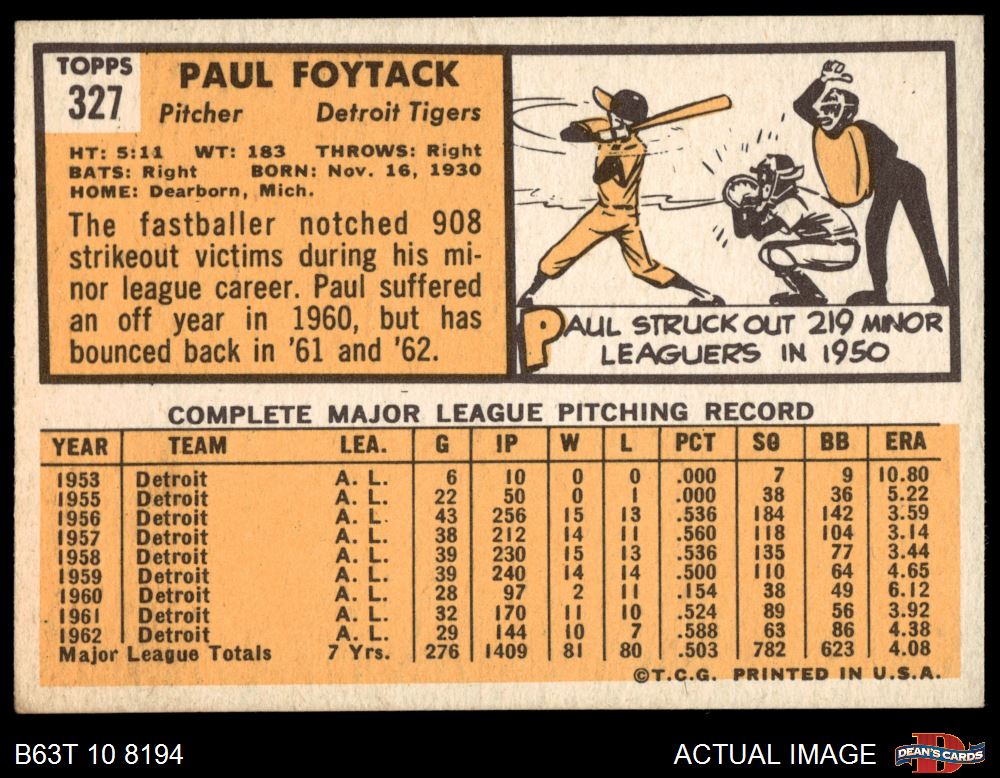 TOPPS
327
PAUL FOYTACK
Pitcher Detroit Tigers
HT: 5:11 WT: 183 THROWS: Right
BATS: Right BORN: Nov. 16, 1930
HOME: Dearborn, Mich.
The fastballer notched 908
strikeout victims during his mi-
nor league career. Paul suffered
an off year in 1960, but has
bounced back in '61 and '62.
PAUL STRUCK OUT 219 MINOR
LEAGUERS IN 1950
COMPLETE MAJOR LEAGUE PITCHING RECORD
YEAR TEAM LEA. G IP W L PCT SO BB ERA
1953 Detroit A. L. 6 10 0 0 .000 7 9 10.80
1955 Detroit A. L. 22 50 0 1 .000 38 36 5.22
1956 Detroit A. L. 43 256 15 13 .536 184 142 3.59
1957 Detroit A. L. 38 212 14 11 .560 118 104 3.14
1958 Detroit A. L. 39 230 15 13 .536 135 77 3.44
1959 Detroit A. L. 39 240 14 14 .500 110 64 4.65
1960 Detroit A. L. 28 97 2 11 .154 38 49 6.12
1961 Detroit A. L. 32 170 11 10 .524 89 56 3.92
1962 Detroit A. L. 29 144 10 7 .588 63 86 4.38
Major League Totals 7 Yrs. 276 1409 81 80 .503 782 623 4.08
©T.C.G. PRINTED IN U.S.A.
B63T 10 8194 ACTUAL IMAGE DEAN'S CARDS